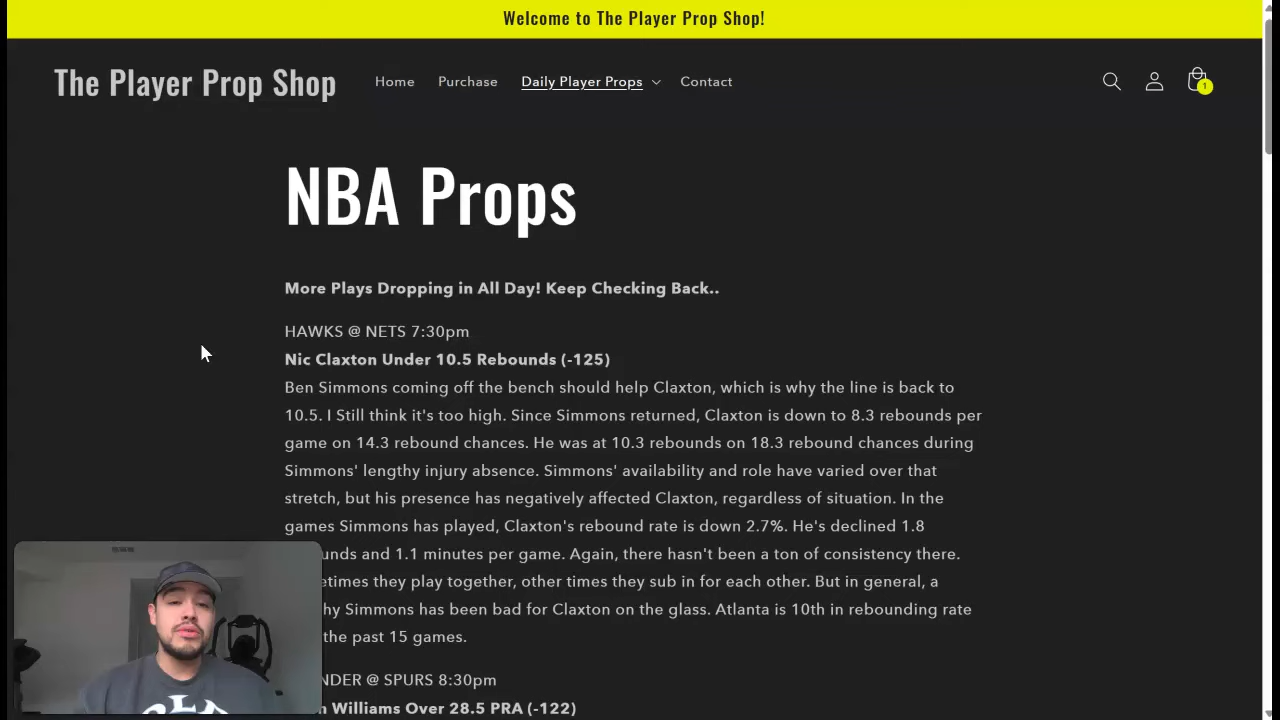 Welcome to The Player Prop Shop!
The Player Prop Shop
Home
Purchase
Daily Player Props
Contact
1
NBA Props
More Plays Dropping in All Day! Keep Checking Back..
HAWKS @ NETS 7:30pm
Nic Claxton Under 10.5 Rebounds (-125)
Ben Simmons coming off the bench should help Claxton, which is why the line is back to
10.5. I Still think it's too high. Since Simmons returned, Claxton is down to 8.3 rebounds per
game on 14.3 rebound chances. He was at 10.3 rebounds on 18.3 rebound chances during
Simmons' lengthy injury absence. Simmons' availability and role have varied over that
stretch, but his presence has negatively affected Claxton, regardless of situation. In the
games Simmons has played, Claxton's rebound rate is down 2.7%. He's declined 1.8
and 1.1 minutes per game. Again, there hasn't been a ton of consistency there.
they play together, other times they sub in for each other. But in general, a
Simmons has been bad for Claxton on the glass. Atlanta is 10th in rebounding rate
the past 15 games.
@ SPURS 8:30pm
Williams Over 28.5 PRA (-122)